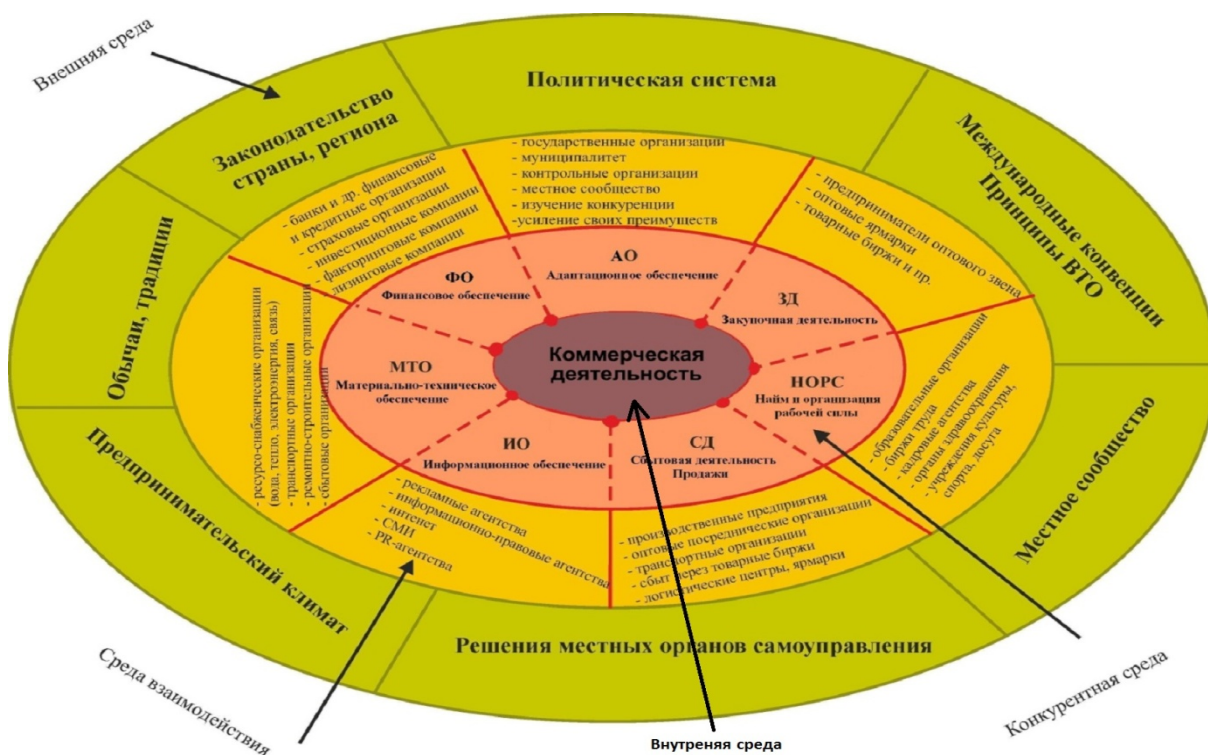 Внешняя среда
Политическая система
Законодательство
страны, региона
Международные конвенции
Принципы ВТО
Обычаи, традиции
Предпринимательский климат
Решения местных органов самоуправления
Местное сообщество
- банки и др. финансовые
и кредитные организации
- страховые организации
- инвестиционные компании
- факторинговые компании
- лизинговые компании
- государственные организации
- муниципалитет
- контрольные организации
- местное сообщество
- изучение конкуренции
-усиление своих преимуществ
- предприниматели оптового звена
- оптовые ярмарки
- товарные биржи и пр.
- ресурсо-снабженческие организации
(вода, тепло, электроэнергия, связь)
- транспортные организации
- ремонтно-строительные организации
- сбытовые организации
- образовательные организации
- биржи труда
- кадровые агентства
- органы здравоохранения
- учреждения культуры,
спорта, досуга
- рекламные агентства
- информационно-правовые агентства
- интенет
- СМИ
- PR-агентства
- производственные предприятия
- оптовые посреднические организации
- транспортные организации
- сбыт через товарные биржи
- логистические центры, ярмарки
АО
Адаптационное обеспечение
ФО
Финансовое обеспечение
ЗД
Закупочная деятельность
МТО
Материально-техническое
обеспечение
Коммерческая
деятельность
НОРС
Найм и организация
рабочей силы
ИО
Информационное обеспечение
СД
Сбытовая деятельность
Продажи
Среда взаимодействия
Внутреняя среда
Конкурентная среда